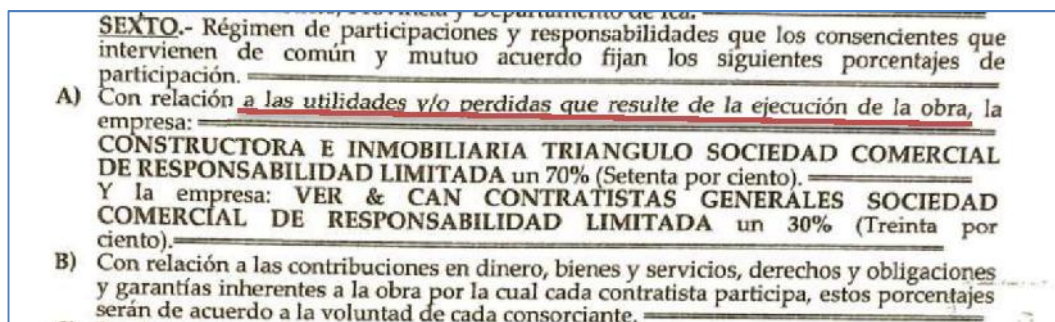 Provincia y Departamento de Ica.
SEXTO.- Régimen de participaciones y responsabilidades que los consencientes que
intervienen de común y mutuo acuerdo fijan los siguientes porcentajes de
participación.
A) Con relación a las utilidades y/o perdidas que resulte de la ejecución de la obra, la
empresa:
CONSTRUCTORA E INMOBILIARIA TRIANGULO SOCIEDAD COMERCIAL
DE RESPONSABILIDAD LIMITADA un 70% (Setenta por ciento).
Y la empresa: VER & CAN CONTRATISTAS GENERALES SOCIEDAD
COMERCIAL DE RESPONSABILIDAD LIMITADA un 30% (Treinta por
ciento).
B) Con relación a las contribuciones en dinero, bienes y servicios, derechos y obligaciones
y garantías inherentes a la obra por la cual cada contratista participa, estos porcentajes
serán de acuerdo a la voluntad de cada consorciante.